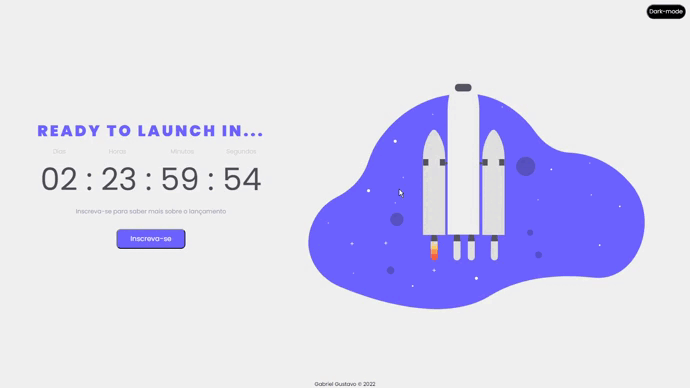 Dark-mode
READY TO LAUNCH IN...
Dias Horas Minutos Segundos
02 : 23 : 59 : 54
Inscreva-se para saber mais sobre o lançamento
Inscreva-se
Gabriel Gustavo © 2022